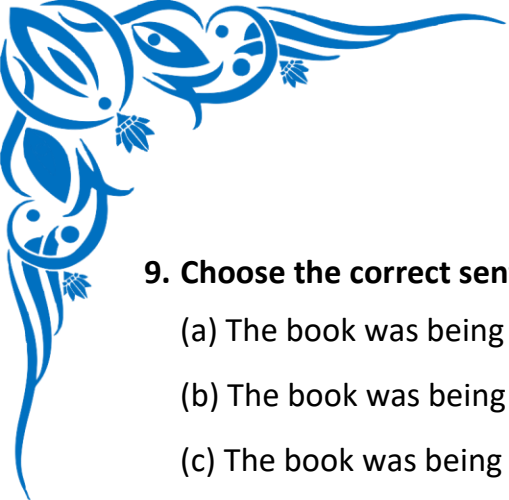 9. Choose the correct sen
(a) The book was being
(b) The book was being
(c) The book was being